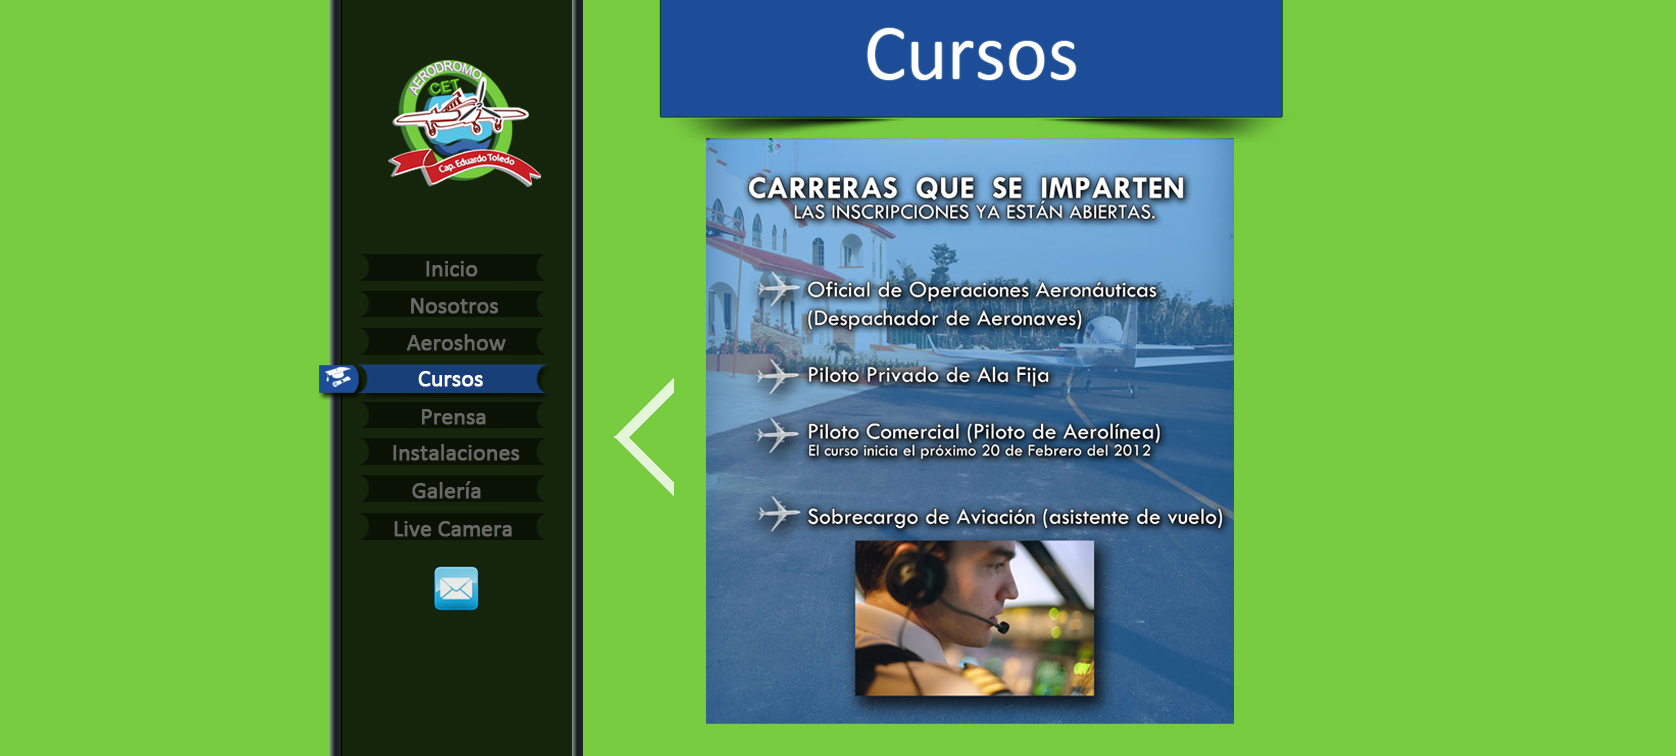 AERODROMO
CET
Cap. Eduardo Toledo
Inicio
Nosotros
Aeroshow
Cursos
Prensa
Instalaciones
Galería
Live Camera
Cursos
CARRERAS QUE SE IMPARTEN
LAS INSCRIPCIONES YA ESTÁN ABIERTAS.
Oficial de Operaciones Aeronáuticas
(Despachador de Aeronaves)
Piloto Privado de Ala Fija
Piloto Comercial (Piloto de Aerolínea)
El curso inicia el próximo 20 de Febrero del 2012
Sobrecargo de Aviación (asistente de vuelo)